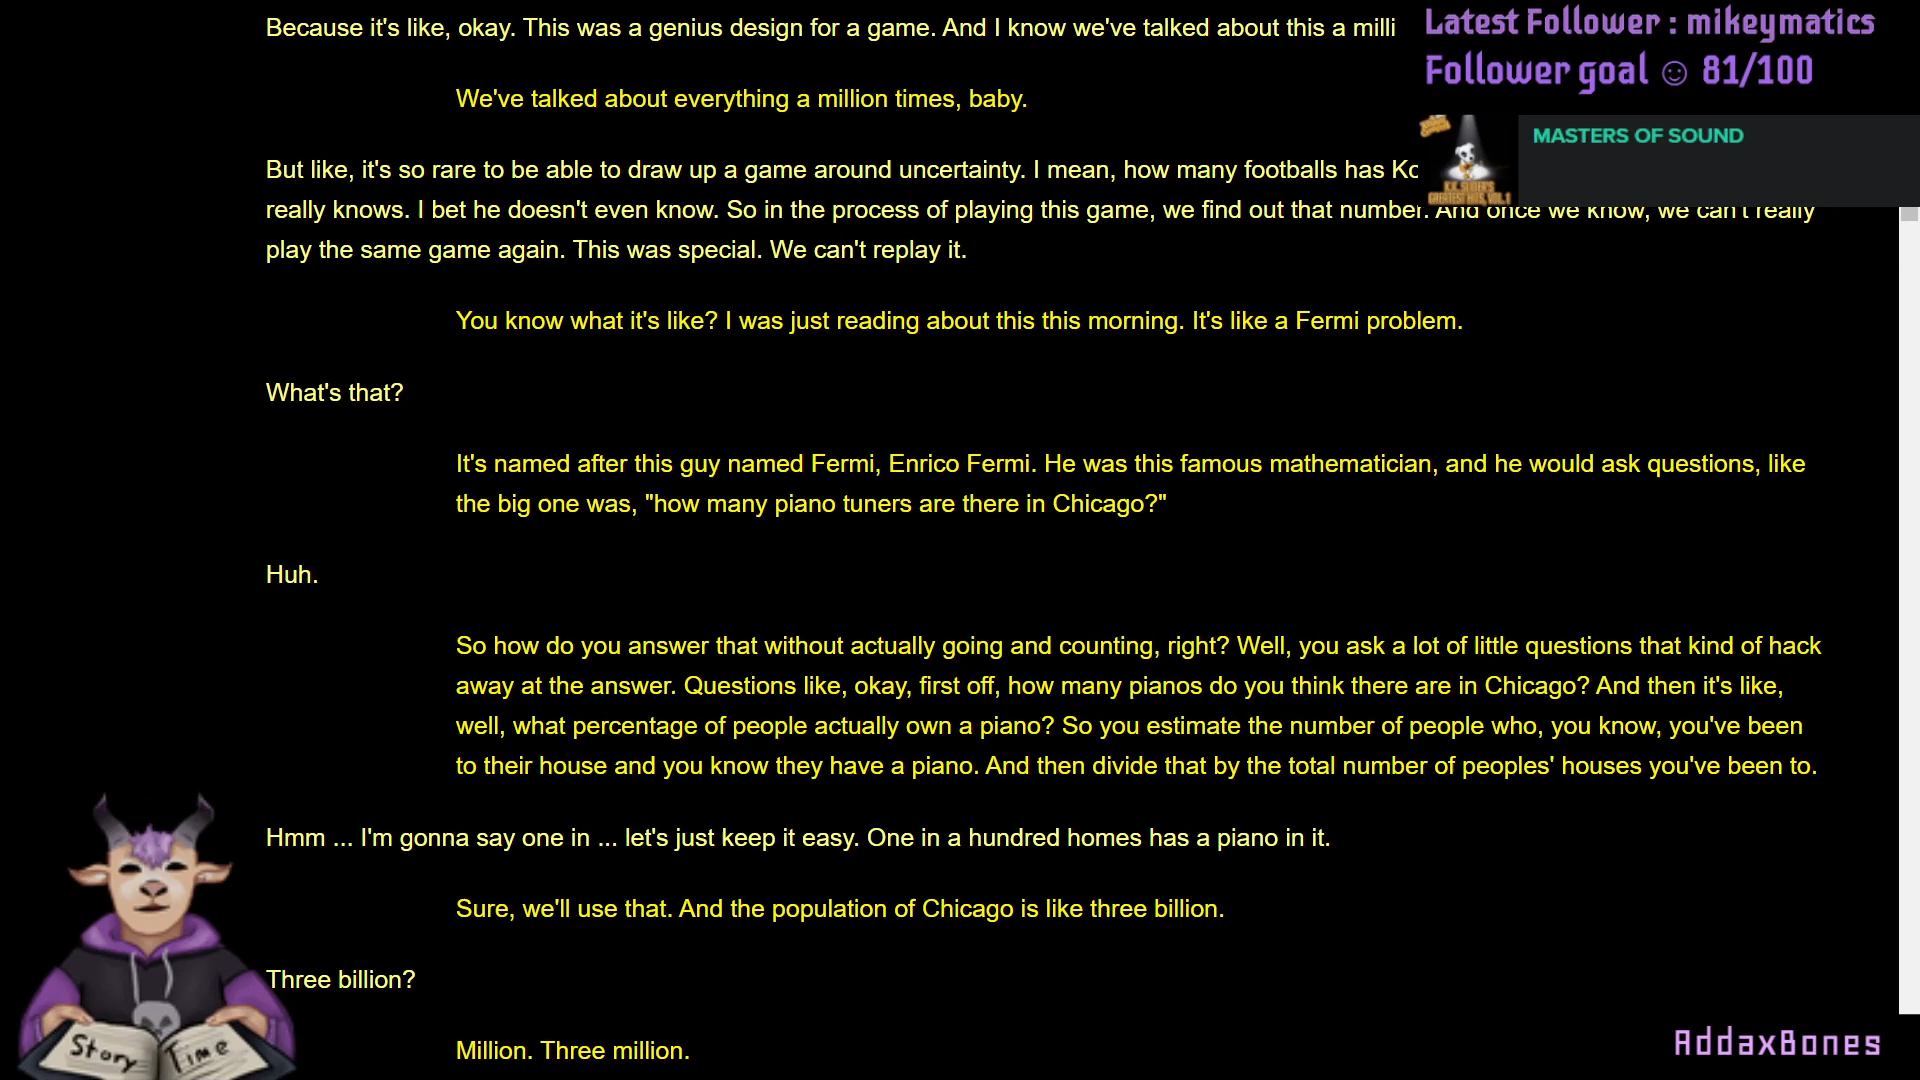 Because it's like, okay. This was a genius design for a game. And I know we've talked about this a milli
We've talked about everything a million times, baby.
But like, it's so rare to be able to draw up a game around uncertainty. I mean, how many footballs has Ko
really knows. I bet he doesn't even know. So in the process of playing this game, we find out that number. And once we know, we can't really
play the same game again. This was special. We can't replay it.
You know what it's like? I was just reading about this this morning. It's like a Fermi problem.
What's that?
It's named after this guy named Fermi, Enrico Fermi. He was this famous mathematician, and he would ask questions, like
the big one was, "how many piano tuners are there in Chicago?"
Huh.
So how do you answer that without actually going and counting, right? Well, you ask a lot of little questions that kind of hack
away at the answer. Questions like, okay, first off, how many pianos do you think there are in Chicago? And then it's like,
well, what percentage of people actually own a piano? So you estimate the number of people who, you know, you've been
to their house and you know they have a piano. And then divide that by the total number of peoples' houses you've been to.
Hmm ... I'm gonna say one in ... let's just keep it easy. One in a hundred homes has a piano in it.
Sure, we'll use that. And the population of Chicago is like three billion.
Three billion?
Million. Three million.
Latest Follower : mikeymatics
Follower goal ☺ 81/100
MASTERS OF SOUND
K.K. SLIDER'S
GREATEST HITS, VOL. 1
Story Time
AddaxBones